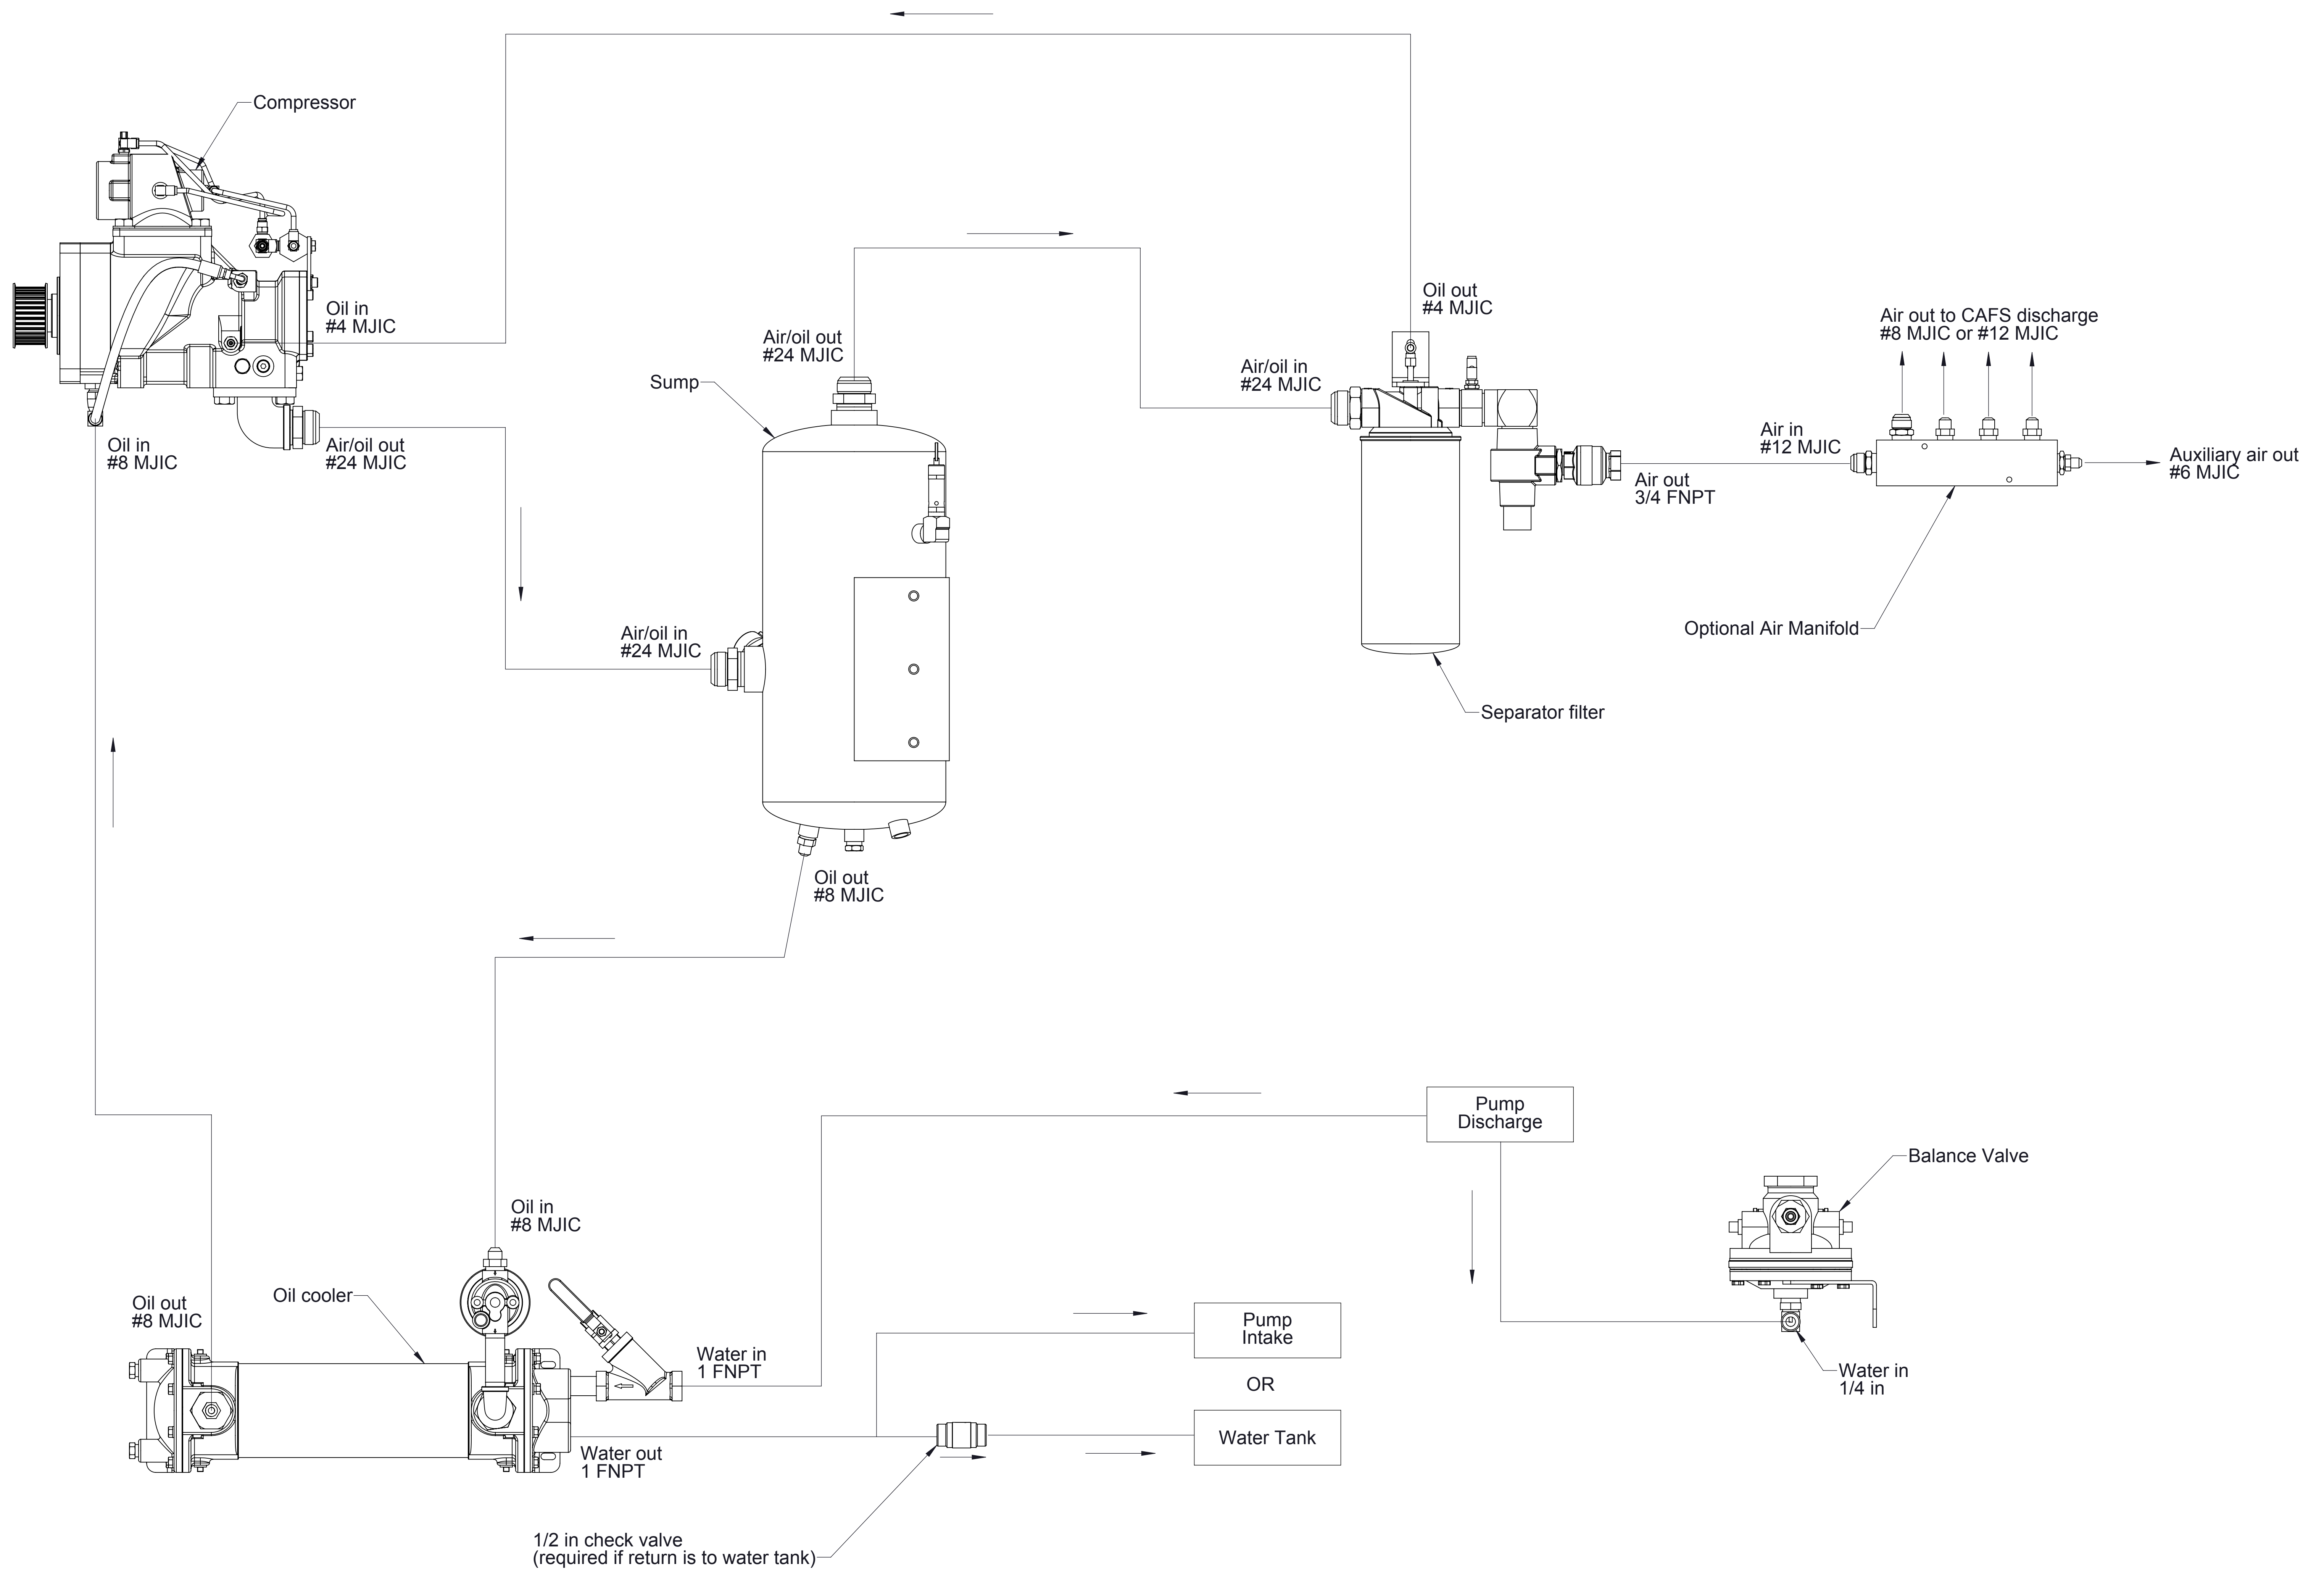 Compressor
Oil in
#4 MJIC
Oil out
#4 MJIC
Air out to CAFS discharge
#8 MJIC or #12 MJIC
Air/oil out
#24 MJIC
Air/oil in
#24 MJIC
Sump
Oil in
#8 MJIC
Air/oil out
#24 MJIC
Air in
#12 MJIC
Auxiliary air out
#6 MJIC
Air out
3/4 FNPT
Air/oil in
#24 MJIC
Optional Air Manifold
Separator filter
Oil out
#8 MJIC
Pump
Discharge
Balance Valve
Oil in
#8 MJIC
Oil out
#8 MJIC
Oil cooler
Pump
Intake
Water in
1 FNPT
OR
Water in
1/4 in
Water out
1 FNPT
Water Tank
1/2 in check valve
(required if return is to water tank)